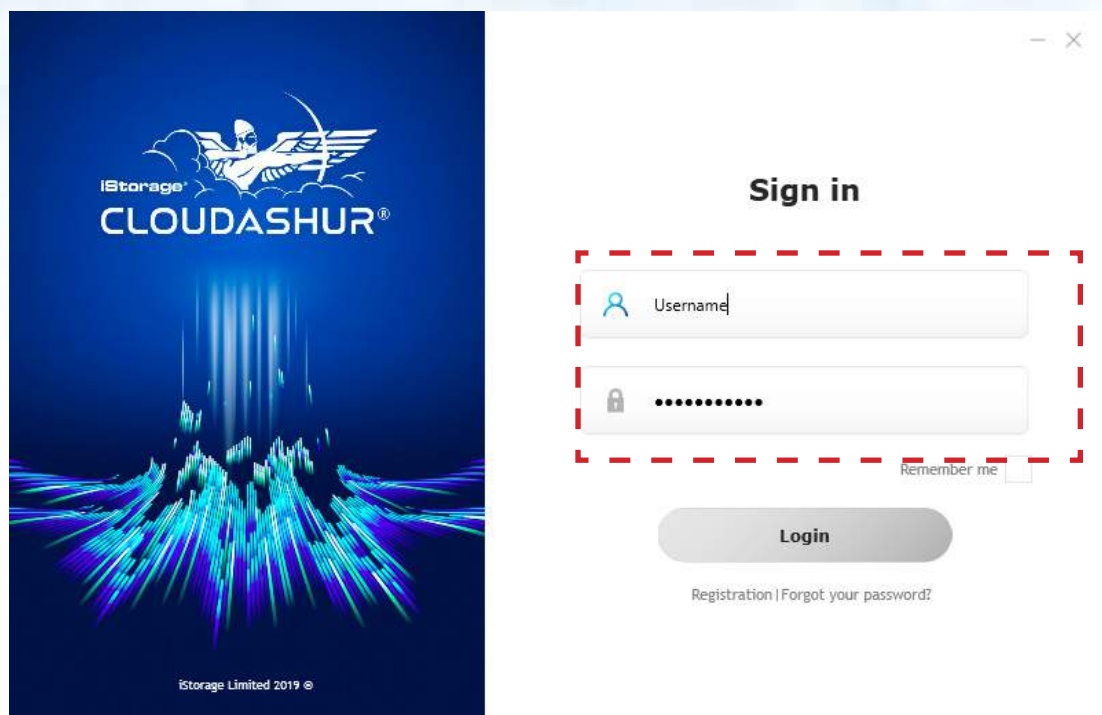 iStorage®
CLOUDASHUR®
iStorage Limited 2019 ®
Sign in
Username
•••••••••••
Remember me
Login
Registration | Forgot your password?